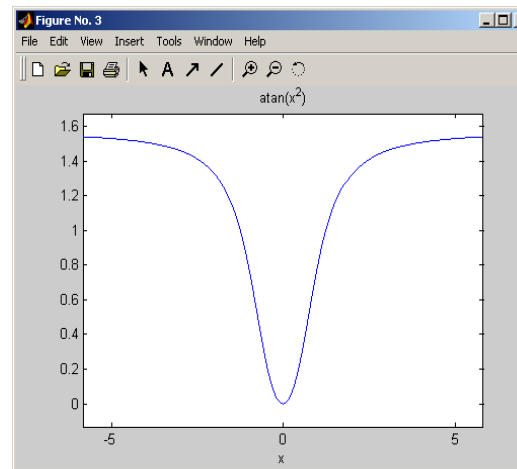 Figure No. 3
File Edit View Insert Tools Window Help
A
atan(x²)
1.6
1.4
1.2
1
0.8
0.6
0.4
0.2
0
-5 0 5
x